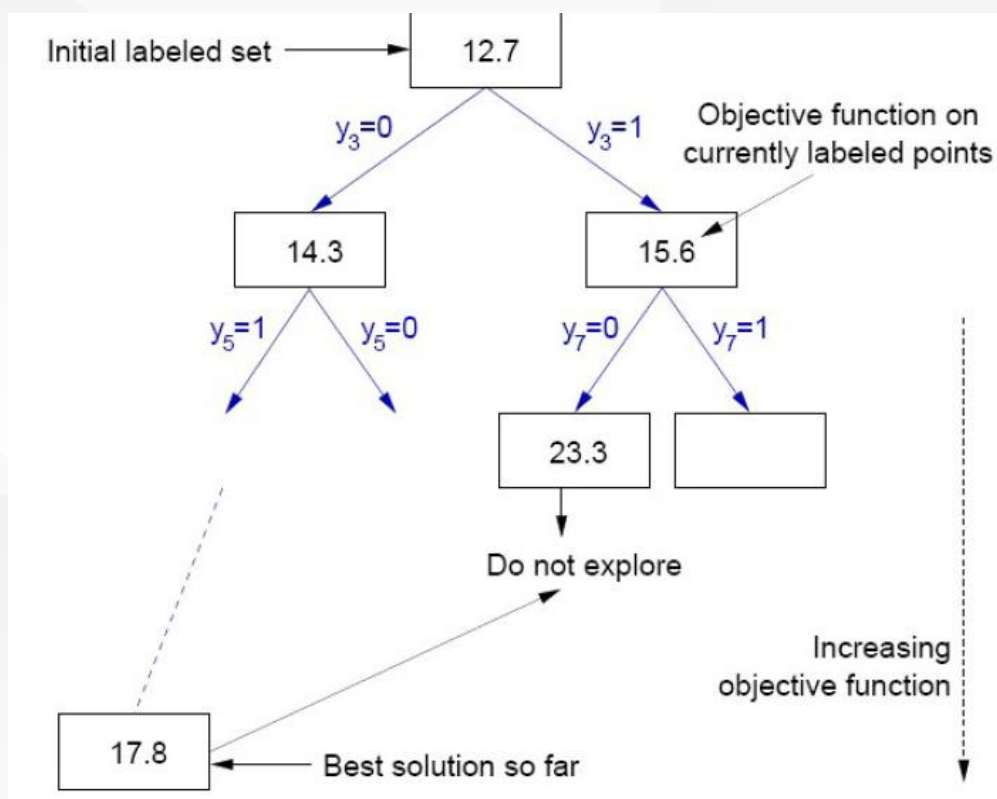 Initial labeled set
12.7
y₃=0
y₃=1
Objective function on
currently labeled points
14.3
15.6
y₅=1
y₅=0
y₇=0
y₇=1
23.3
Do not explore
Increasing
objective function
17.8
Best solution so far